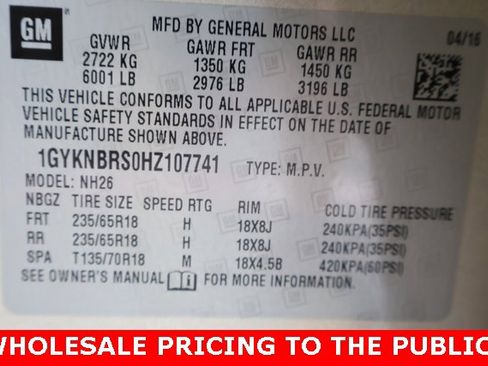 GM
MFD BY GENERAL MOTORS LLC 04/16
GVWR GAWR FRT GAWR RR
2722 KG 1350 KG 1450 KG
6001 LB 2976 LB 3196 LB
THIS VEHICLE CONFORMS TO ALL APPLICABLE U.S. FEDERAL MOTOR
VEHICLE SAFETY STANDARDS IN EFFECT ON THE DATE OF
MANUFACTURE SHOWN ABOVE.
1GYKNBRS0HZ107741 TYPE: M.P.V.
MODEL: NH26
NBGZ TIRE SIZE SPEED RTG RIM COLD TIRE PRESSURE
FRT 235/65R18 H 18X8J 240KPA(35PSI)
RR 235/65R18 H 18X8J 240KPA(35PSI)
SPA T135/70R18 M 18X4.5B 420KPA(60PSI)
SEE OWNER'S MANUAL FOR MORE INFORMATION.
WHOLESALE PRICING TO THE PUBLIC